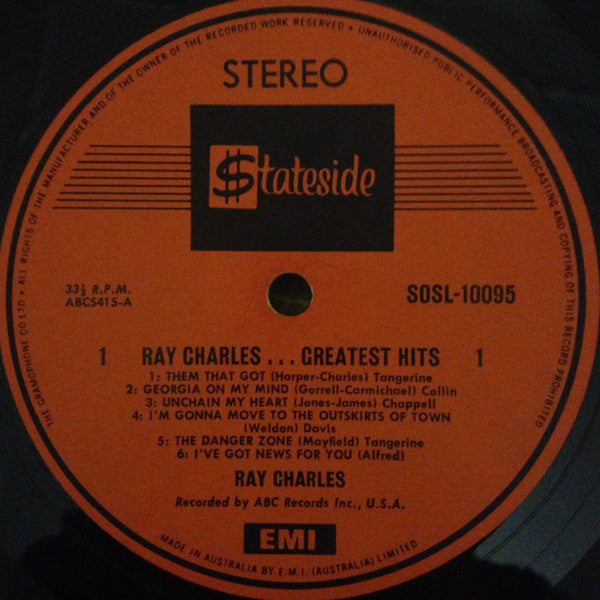 THE GRAMOPHONE CO LTD • ALL RIGHTS OF THE MANUFACTURER AND OF THE OWNER OF THE RECORDED WORK RESERVED • UNAUTHORISED PUBLIC PERFORMANCE BROADCASTING AND COPYING OF THIS RECORD PROHIBITED
STEREO
$tateside
33⅓ R.P.M.
ABCS415-A
SOSL-10095
1 RAY CHARLES... GREATEST HITS 1
1: THEM THAT GOT (Harper-Charles) Tangerine
2: GEORGIA ON MY MIND (Gorrell-Carmichael) Collin
3: UNCHAIN MY HEART (Jones-James) Chappell
4: I'M GONNA MOVE TO THE OUTSKIRTS OF TOWN
(Weldon) Davis
5: THE DANGER ZONE (Mayfield) Tangerine
6: I'VE GOT NEWS FOR YOU (Alfred)
RAY CHARLES
Recorded by ABC Records Inc., U.S.A.
EMI
MADE IN AUSTRALIA BY E.M.I. (AUSTRALIA) LIMITED